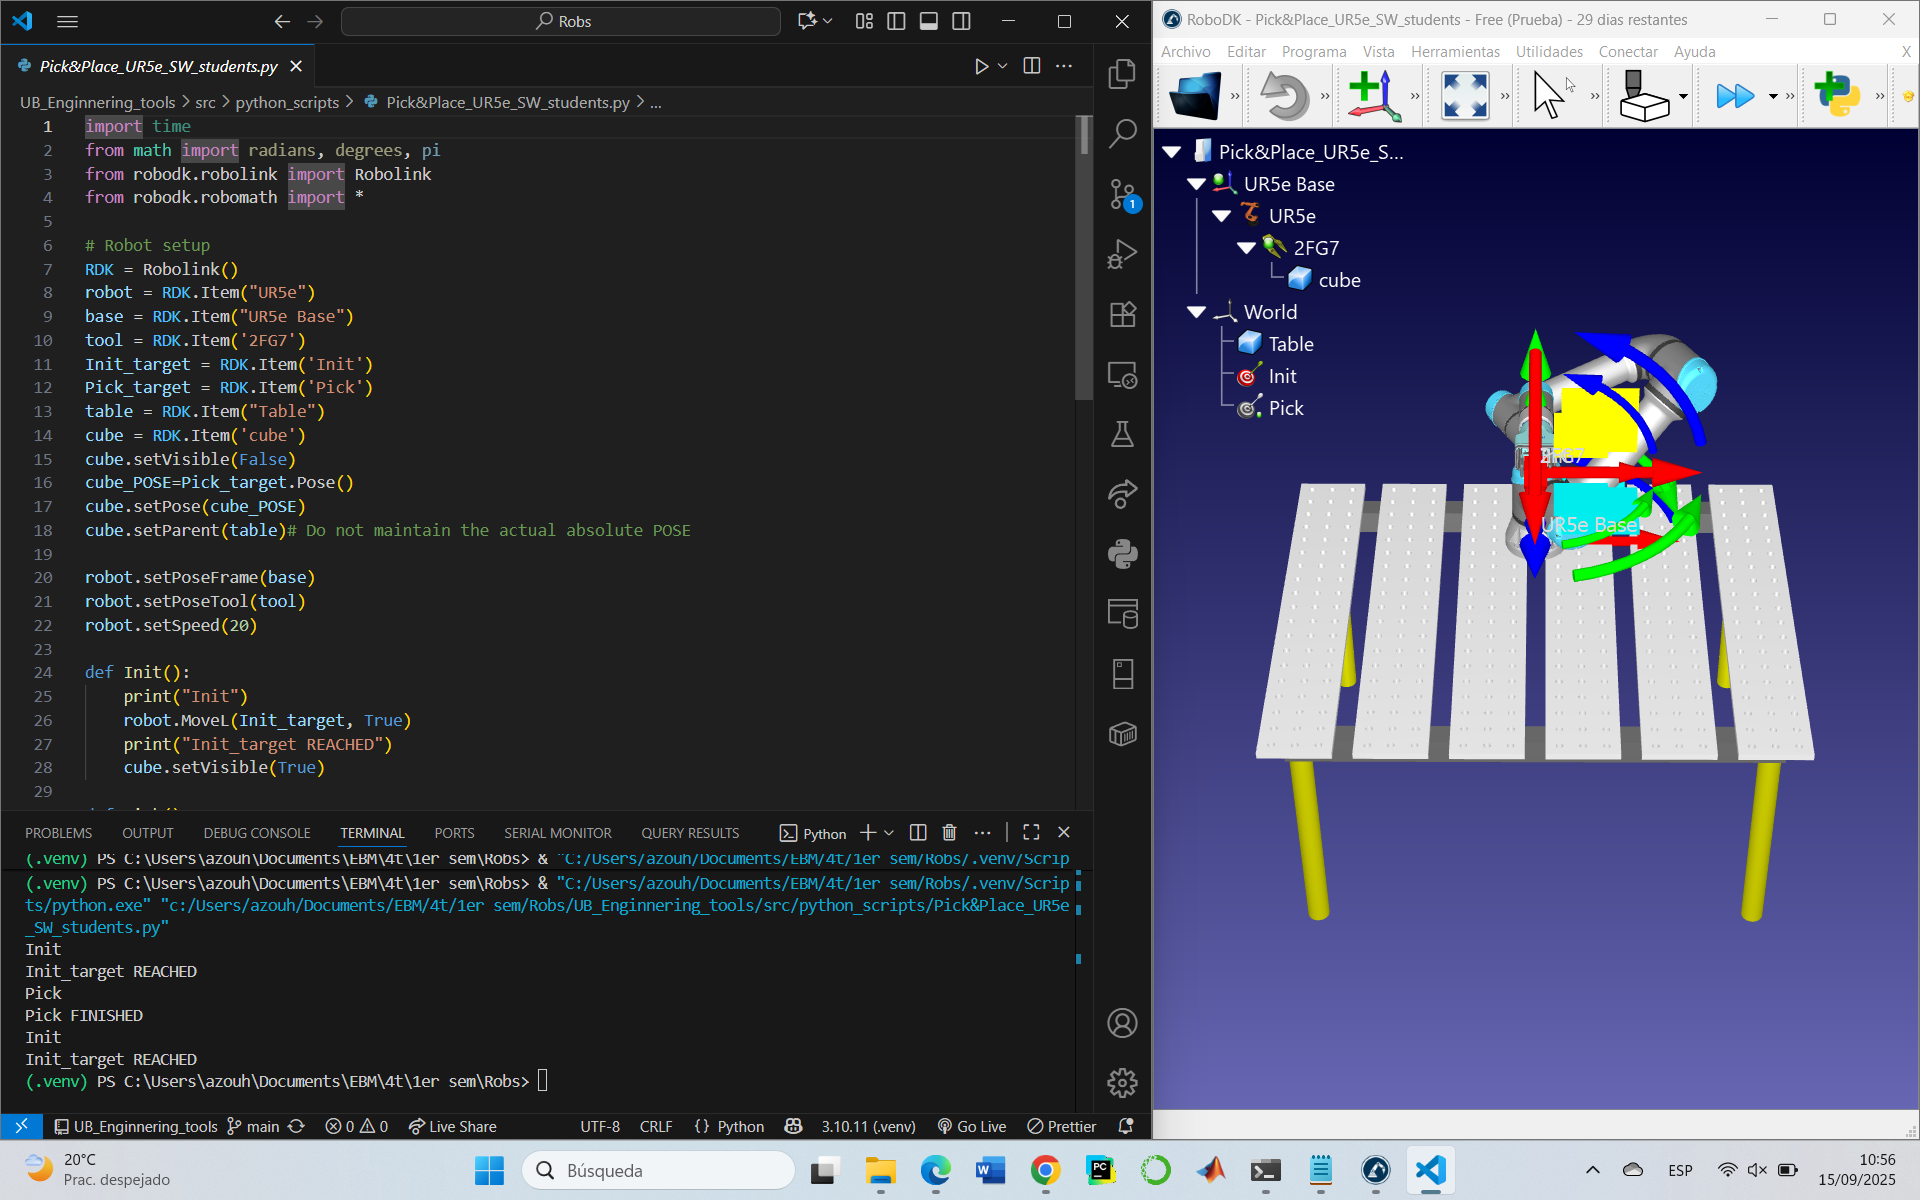 Robs
Pick&Place_UR5e_SW_students.py
UB_Enginnering_tools > src > python_scripts > Pick&Place_UR5e_SW_students.py > ...
1 import time
2 from math import radians, degrees, pi
3 from robodk.robolink import Robolink
4 from robodk.robomath import *
5
6 # Robot setup
7 RDK = Robolink()
8 robot = RDK.Item("UR5e")
9 base = RDK.Item("UR5e Base")
10 tool = RDK.Item('2FG7')
11 Init_target = RDK.Item('Init')
12 Pick_target = RDK.Item('Pick')
13 table = RDK.Item("Table")
14 cube = RDK.Item('cube')
15 cube.setVisible(False)
16 cube_POSE=Pick_target.Pose()
17 cube.setPose(cube_POSE)
18 cube.setParent(table)# Do not maintain the actual absolute POSE
19
20 robot.setPoseFrame(base)
21 robot.setPoseTool(tool)
22 robot.setSpeed(20)
23
24 def Init():
25 print("Init")
26 robot.MoveL(Init_target, True)
27 print("Init_target REACHED")
28 cube.setVisible(True)
29
PROBLEMS OUTPUT DEBUG CONSOLE TERMINAL PORTS SERIAL MONITOR QUERY RESULTS Python
(.venv) PS C:\Users\azouh\Documents\EBM\4t\1er sem\Robs> & "C:/Users/azouh/Documents/EBM/4t/1er sem/Robs/.venv/Scrip
(.venv) PS C:\Users\azouh\Documents\EBM\4t\1er sem\Robs> & "C:/Users/azouh/Documents/EBM/4t/1er sem/Robs/.venv/Scrip
ts/python.exe" "c:/Users/azouh/Documents/EBM/4t/1er sem/Robs/UB_Enginnering_tools/src/python_scripts/Pick&Place_UR5e
_SW_students.py"
Init
Init_target REACHED
Pick
Pick FINISHED
Init
Init_target REACHED
(.venv) PS C:\Users\azouh\Documents\EBM\4t\1er sem\Robs>
UB_Enginnering_tools main 0 0 Live Share UTF-8 CRLF {} Python 3.10.11 (.venv) Go Live Prettier
1
RoboDK - Pick&Place_UR5e_SW_students - Free (Prueba) - 29 dias restantes
Archivo Editar Programa Vista Herramientas Utilidades Conectar Ayuda X
Pick&Place_UR5e_S...
UR5e Base
UR5e
2FG7
cube
World
Table
Init
Pick
UR5e Base
20°C
Prac. despejado
Búsqueda
ESP
10:56
15/09/2025